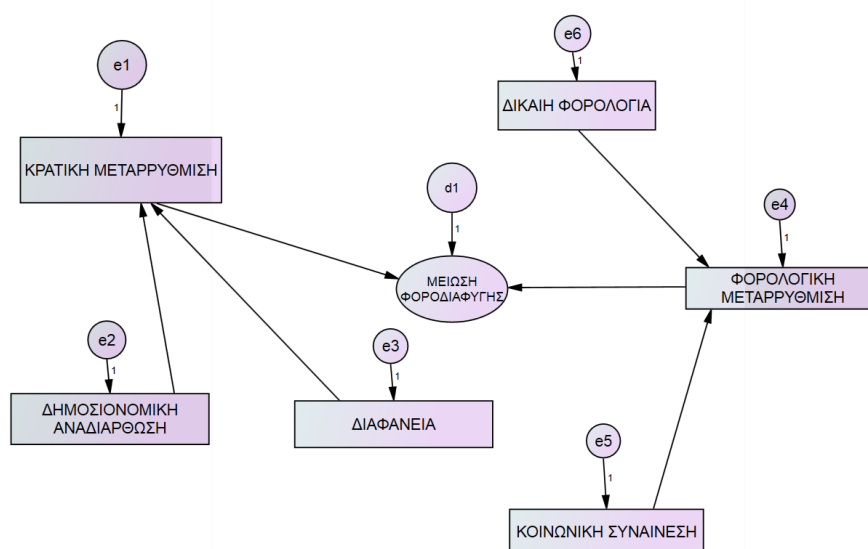 e1
1
ΚΡΑΤΙΚΗ ΜΕΤΑΡΡΥΘΜΙΣΗ
e6
1
ΔΙΚΑΙΗ ΦΟΡΟΛΟΓΙΑ
d1
1
ΜΕΙΩΣΗ
ΦΟΡΟΔΙΑΦΥΓΗΣ
e4
1
ΦΟΡΟΛΟΓΙΚΗ
ΜΕΤΑΡΡΥΘΜΙΣΗ
e2
1
ΔΗΜΟΣΙΟΝΟΜΙΚΗ
ΑΝΑΔΙΑΡΘΩΣΗ
e3
1
ΔΙΑΦΑΝΕΙΑ
e5
1
ΚΟΙΝΩΝΙΚΗ ΣΥΝΑΙΝΕΣΗ